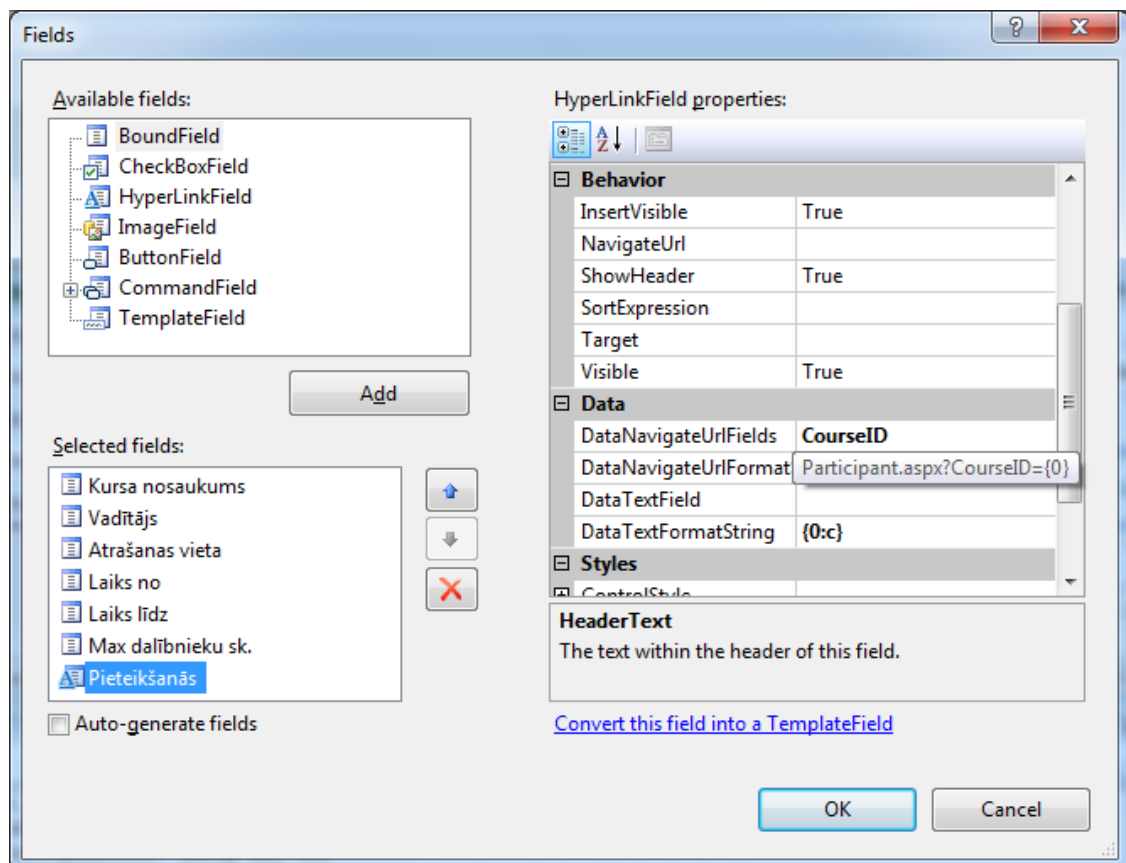 Fields
Available fields:
BoundField
CheckBoxField
HyperLinkField
ImageField
ButtonField
CommandField
TemplateField
Add
Selected fields:
Kursa nosaukums
Vadītājs
Atrašanas vieta
Laiks no
Laiks līdz
Max dalībnieku sk.
Pieteikšanās
Auto-generate fields
HyperLinkField properties:
Behavior
InsertVisible True
NavigateUrl
ShowHeader True
SortExpression
Target
Visible True
Data
DataNavigateUrlFields CourseID
DataNavigateUrlFormat Participant.aspx?CourseID={0}
DataTextField
DataTextFormatString {0:c}
Styles
ControlStyle
HeaderText
The text within the header of this field.
Convert this field into a TemplateField
OK Cancel